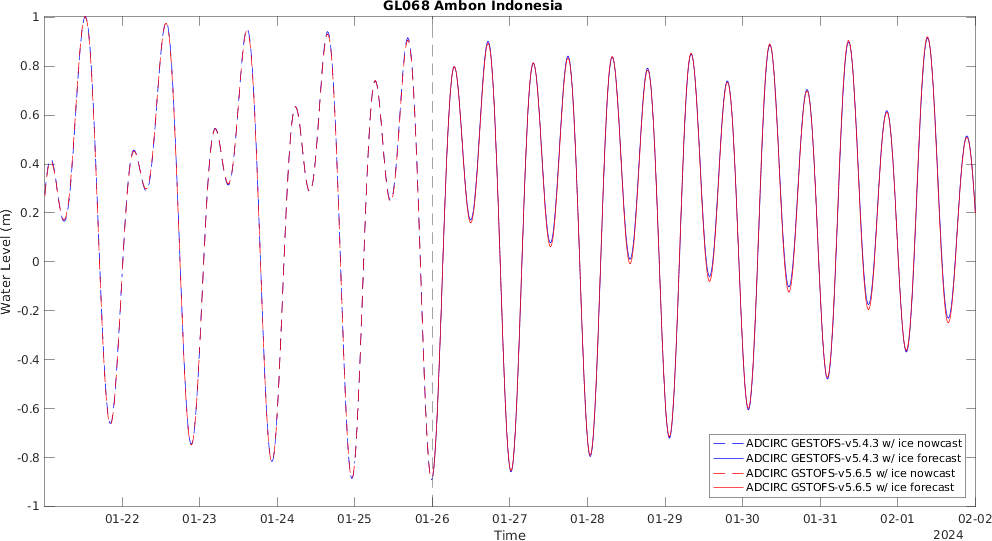 GL068 Ambon Indonesia
1
0.8
0.6
0.4
0.2
0
-0.2
-0.4
-0.6
-0.8
-1
Water Level (m)
ADCIRC GESTOFS-v5.4.3 w/ ice nowcast
ADCIRC GESTOFS-v5.4.3 w/ ice forecast
ADCIRC GSTOFS-v5.6.5 w/ ice nowcast
ADCIRC GSTOFS-v5.6.5 w/ ice forecast
01-22 01-23 01-24 01-25 01-26 01-27 01-28 01-29 01-30 01-31 02-01 02-02
Time
2024